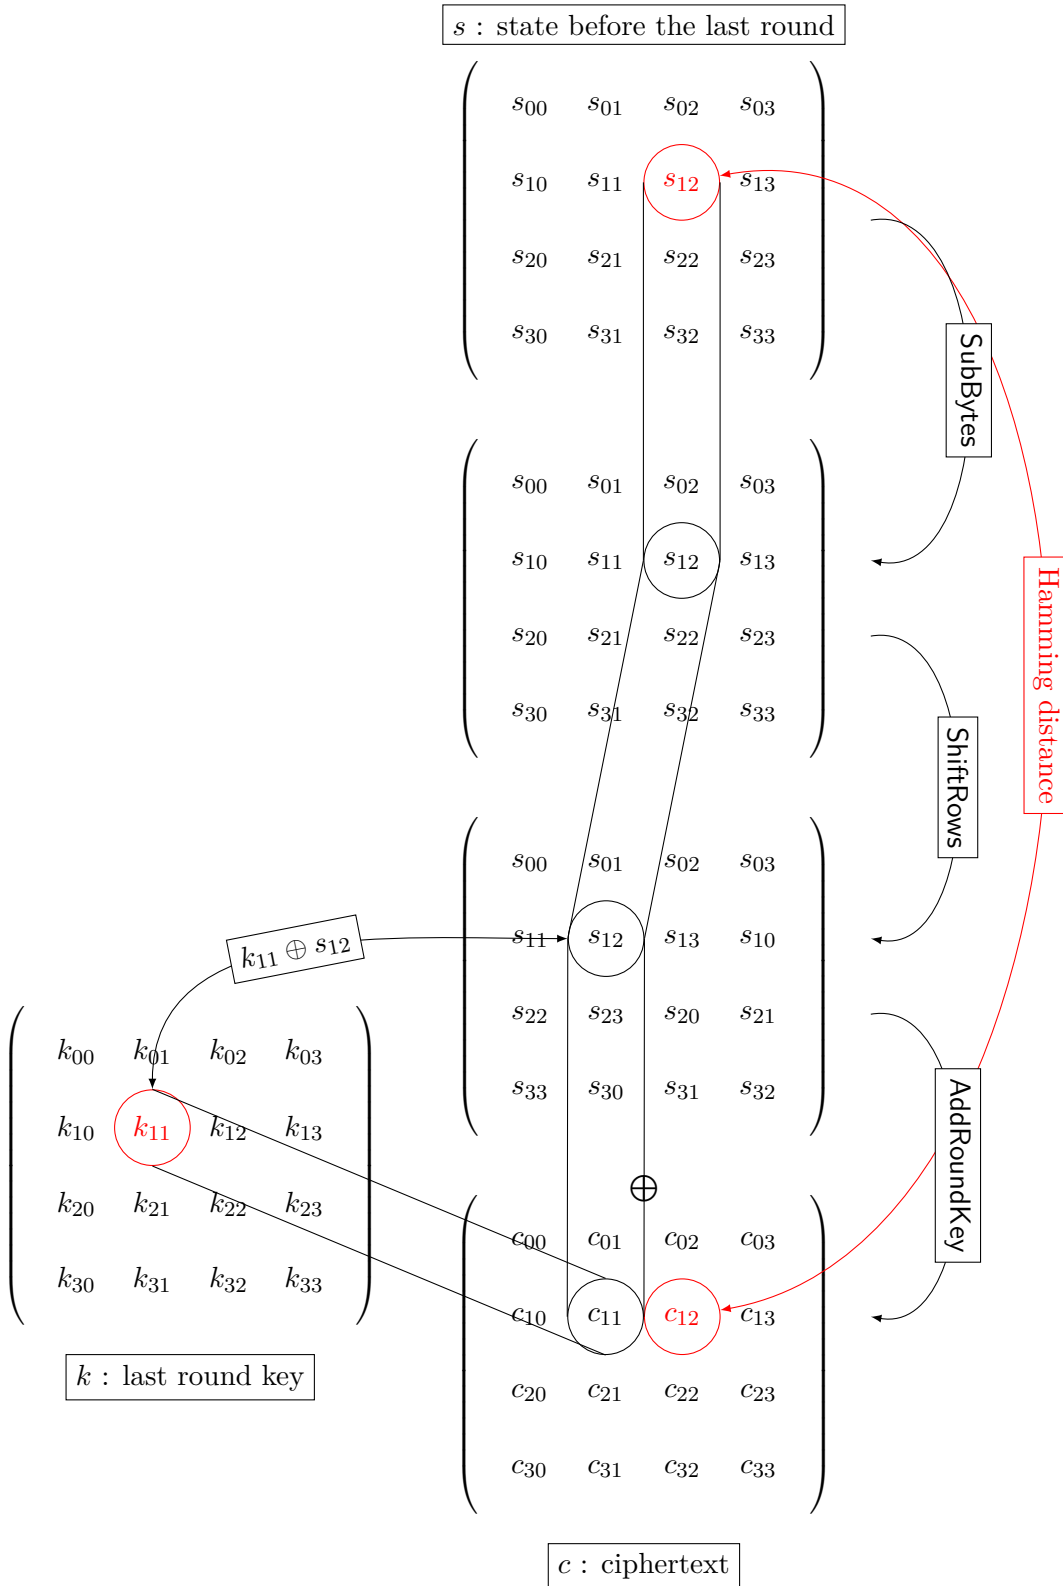 s : state before the last round
s00 s01 s02 s03
s10 s11 s12 s13
s20 s21 s22 s23
s30 s31 s32 s33
SubBytes
s00 s01 s02 s03
s10 s11 s12 s13
s20 s21 s22 s23
s30 s31 s32 s33
Hamming distance
ShiftRows
s00 s01 s02 s03
s11 s12 s13 s10
s22 s23 s20 s21
s33 s30 s31 s32
k11 ⊕ s12
k00 k01 k02 k03
k10 k11 k12 k13
k20 k21 k22 k23
k30 k31 k32 k33
k : last round key
AddRoundKey
⊕
c00 c01 c02 c03
c10 c11 c12 c13
c20 c21 c22 c23
c30 c31 c32 c33
c : ciphertext